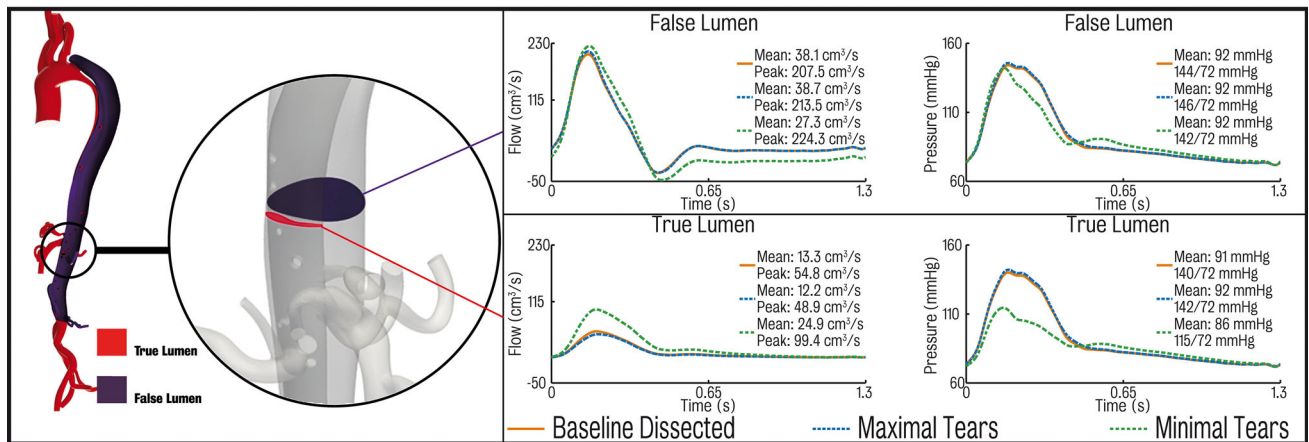 True Lumen
False Lumen
False Lumen
230
115
-50
0
0.65
1.3
Flow (cm³/s)
Time (s)
Mean: 38.1 cm³/s
Peak: 207.5 cm³/s
Mean: 38.7 cm³/s
Peak: 213.5 cm³/s
Mean: 27.3 cm³/s
Peak: 224.3 cm³/s
False Lumen
160
110
60
0
0.65
1.3
Pressure (mmHg)
Time (s)
Mean: 92 mmHg
144/72 mmHg
Mean: 92 mmHg
146/72 mmHg
Mean: 92 mmHg
142/72 mmHg
True Lumen
230
115
-50
0
0.65
1.3
Flow (cm³/s)
Time (s)
Mean: 13.3 cm³/s
Peak: 54.8 cm³/s
Mean: 12.2 cm³/s
Peak: 48.9 cm³/s
Mean: 24.9 cm³/s
Peak: 99.4 cm³/s
True Lumen
160
110
60
0
0.65
1.3
Pressure (mmHg)
Time (s)
Mean: 91 mmHg
140/72 mmHg
Mean: 92 mmHg
142/72 mmHg
Mean: 86 mmHg
115/72 mmHg
Baseline Dissected
Maximal Tears
Minimal Tears